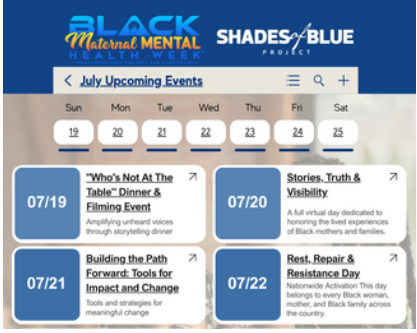 BLACK
Maternal MENTAL
HEALTH WEEK
SHADES of BLUE
PROJECT
July Upcoming Events
Sun Mon Tue Wed Thu Fri Sat
19 20 21 22 23 24 25
07/19
"Who's Not At The
Table" Dinner &
Filming Event
Amplifying unheard voices
through storytelling dinner
07/20
Stories, Truth &
Visibility
A full virtual day dedicated to
honoring the lived experiences
of Black mothers and families.
07/21
Building the Path
Forward: Tools for
Impact and Change
Tools and strategies for
meaningful change
07/22
Rest, Repair &
Resistance Day
Nationwide Activation This day
belongs to every Black woman,
mother, and Black family across
the country.